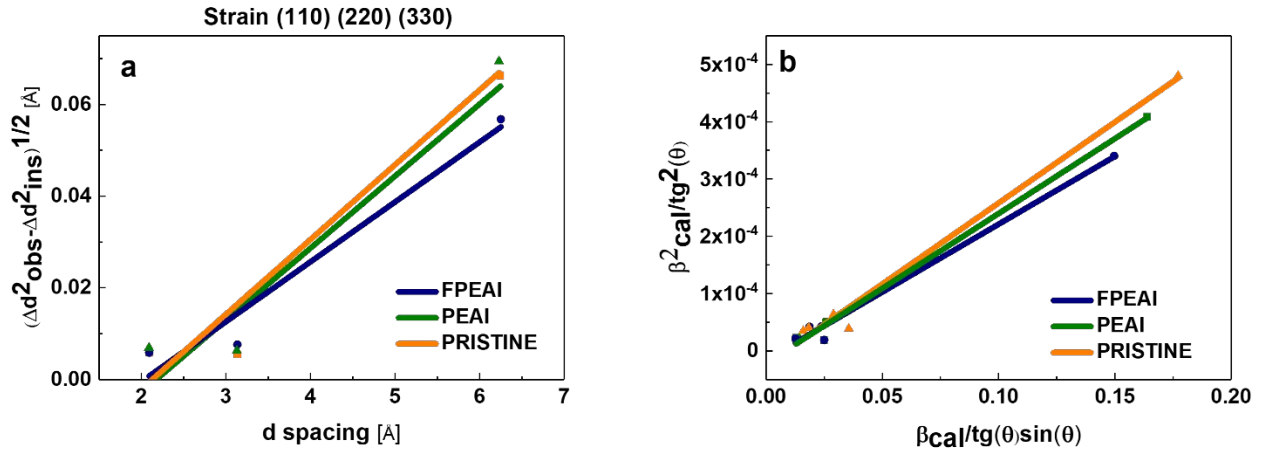 Strain (110) (220) (330)
a
(Δd²obs-Δd²ins)1/2 [Å]
0.06
0.04
0.02
0.00
FPEAI
PEAI
PRISTINE
2 3 4 5 6 7
d spacing [Å]
b
β²cal/tg²(θ)
5x10-4
4x10-4
3x10-4
2x10-4
1x10-4
0
FPEAI
PEAI
PRISTINE
0.00 0.05 0.10 0.15 0.20
βcal/tg(θ)sin(θ)